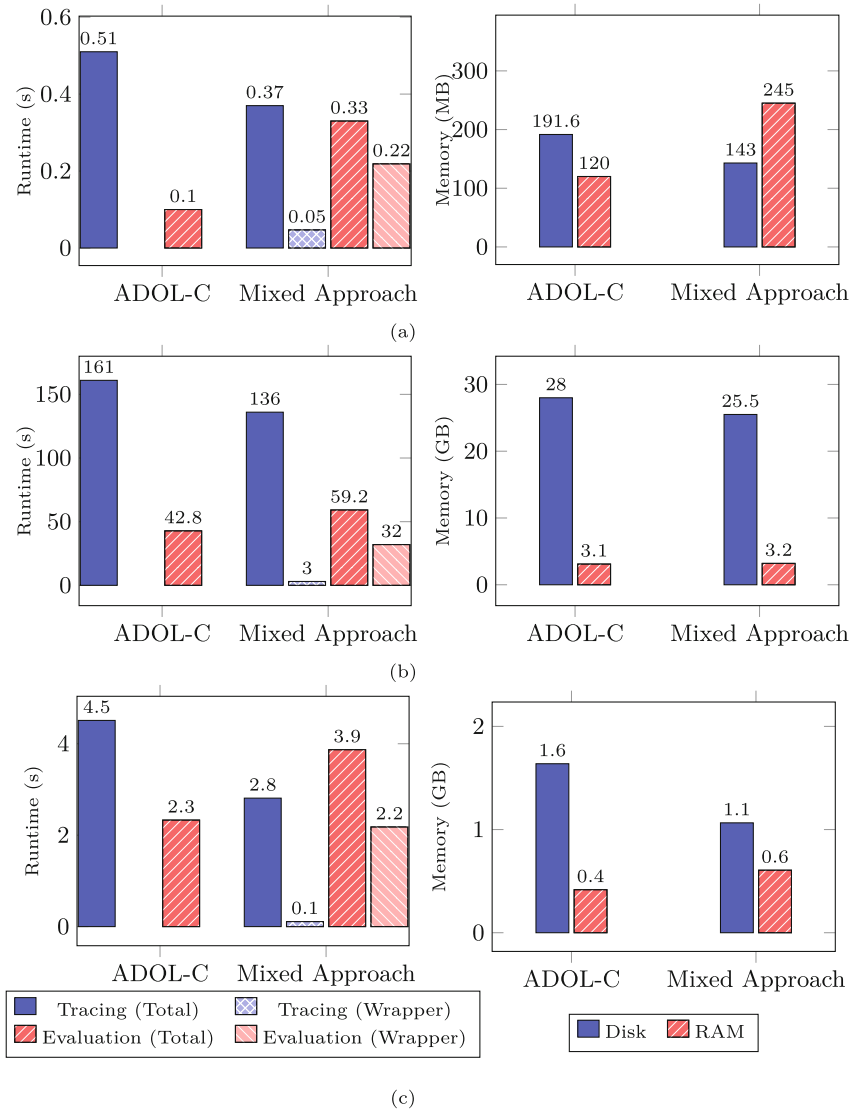 0.6
0.4
0.2
0
Runtime (s)
0.51
0.1
0.37
0.05
0.33
0.22
ADOL-C
Mixed Approach
300
200
100
0
Memory (MB)
191.6
120
143
245
ADOL-C
Mixed Approach
(a)
150
100
50
0
Runtime (s)
161
42.8
136
3
59.2
32
ADOL-C
Mixed Approach
30
20
10
0
Memory (GB)
28
3.1
25.5
3.2
ADOL-C
Mixed Approach
(b)
4
2
0
Runtime (s)
4.5
2.3
2.8
0.1
3.9
2.2
ADOL-C
Mixed Approach
2
1
0
Memory (GB)
1.6
0.4
1.1
0.6
ADOL-C
Mixed Approach
Tracing (Total)
Tracing (Wrapper)
Evaluation (Total)
Evaluation (Wrapper)
Disk
RAM
(c)